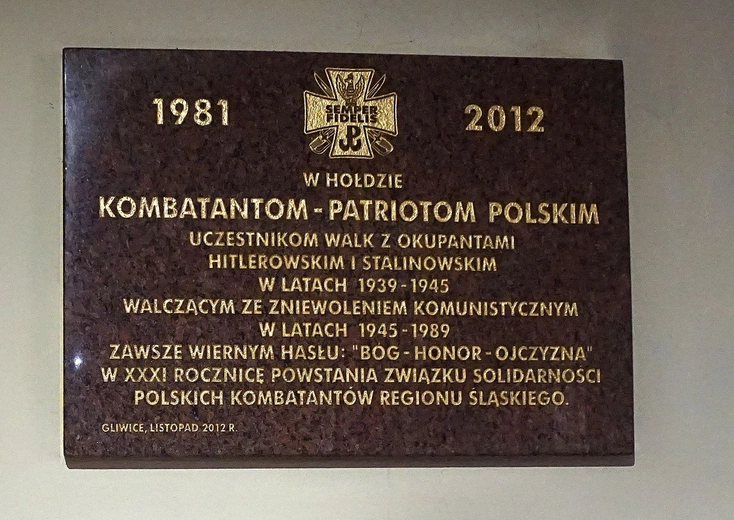 1981
SEMPER
FIDELIS
2012
W HOŁDZIE
KOMBATANTOM-PATRIOTOM POLSKIM
UCZESTNIKOM WALK Z OKUPANTAMI
HITLEROWSKIM I STALINOWSKIM
W LATACH 1939-1945
WALCZĄCYM ZE ZNIEWOLENIEM KOMUNISTYCZNYM
W LATACH 1945-1989
ZAWSZE WIERNYM HASŁU: "BÓG-HONOR-OJCZYZNA"
W XXXI ROCZNICĘ POWSTANIA ZWIĄZKU SOLIDARNOŚCI
POLSKICH KOMBATANTÓW REGIONU ŚLĄSKIEGO.
GLIWICE, LISTOPAD 2012 R.